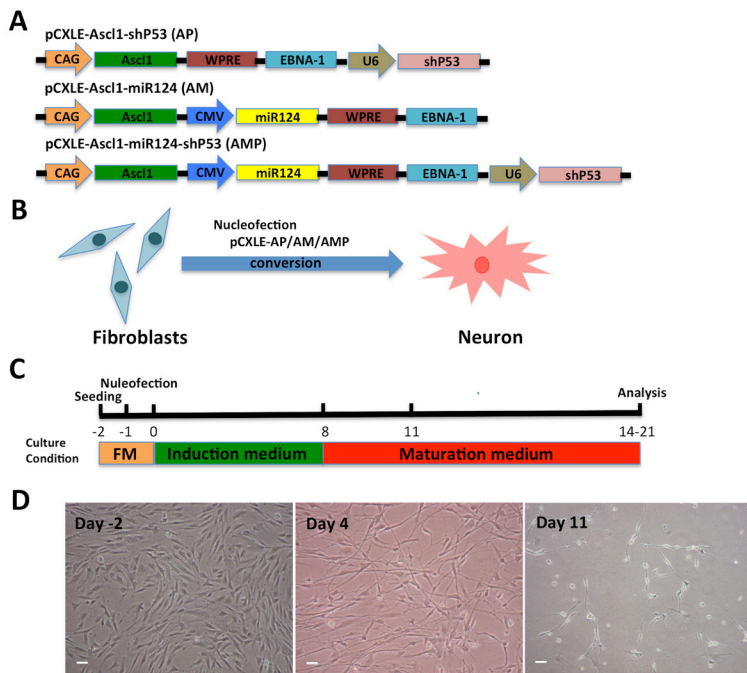 A
pCXLE-Ascl1-shP53 (AP)
CAG Ascl1 WPRE EBNA-1 U6 shP53
pCXLE-Ascl1-miR124 (AM)
CAG Ascl1 CMV miR124 WPRE EBNA-1
pCXLE-Ascl1-miR124-shP53 (AMP)
CAG Ascl1 CMV miR124 WPRE EBNA-1 U6 shP53
B
Nucleofection
pCXLE-AP/AM/AMP
conversion
Fibroblasts Neuron
C
Nuleofection
Seeding Analysis
-2 -1 0 8 11 14-21
Culture
Condition
FM Induction medium Maturation medium
D
Day -2 Day 4 Day 11